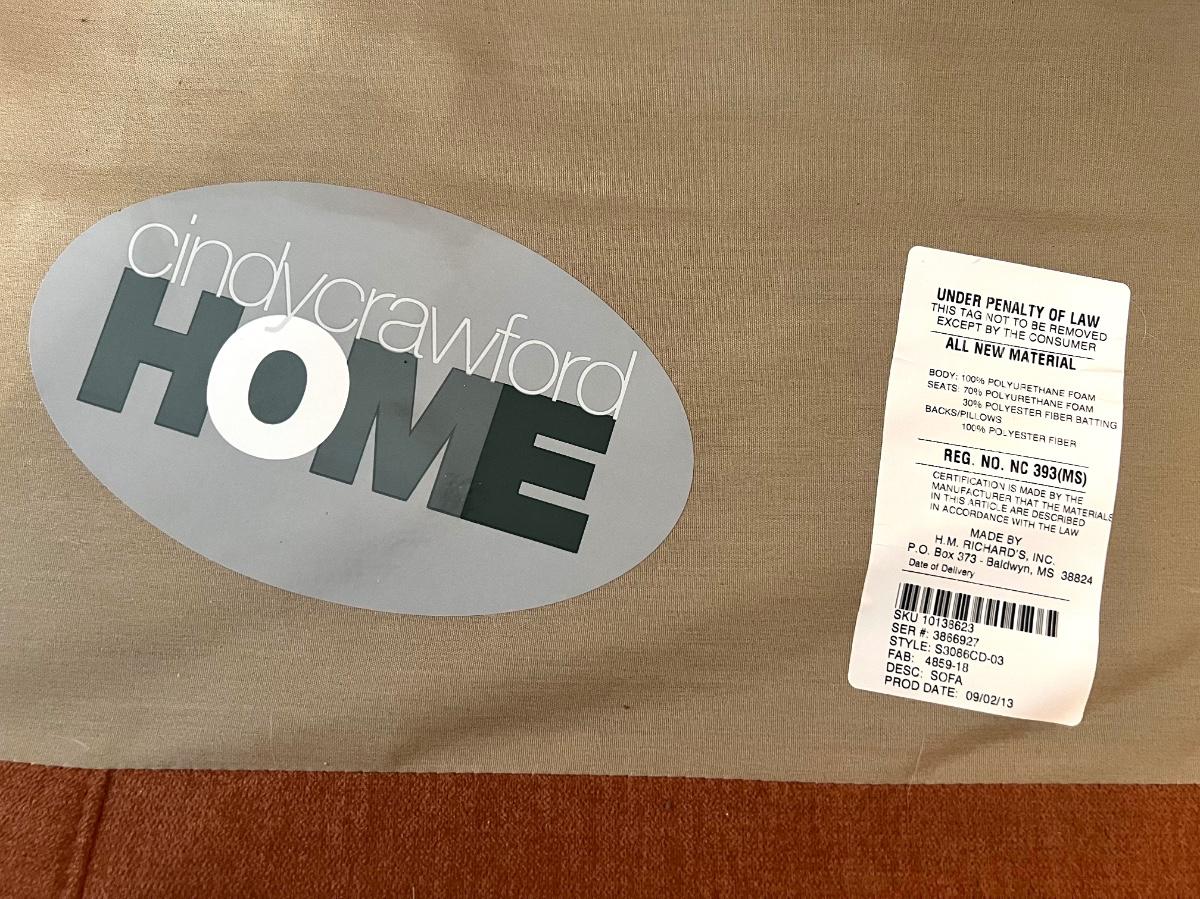 cindycrawford
HOME
UNDER PENALTY OF LAW
THIS TAG NOT TO BE REMOVED
EXCEPT BY THE CONSUMER
ALL NEW MATERIAL
BODY: 100% POLYURETHANE FOAM
SEATS: 70% POLYURETHANE FOAM
30% POLYESTER FIBER BATTING
BACKS/PILLOWS
100% POLYESTER FIBER
REG. NO. NC 393(MS)
CERTIFICATION IS MADE BY THE
MANUFACTURER THAT THE MATERIALS
IN THIS ARTICLE ARE DESCRIBED
IN ACCORDANCE WITH THE LAW
MADE BY
H.M. RICHARD'S, INC.
P.O. Box 373 - Baldwyn, MS 38824
Date of Delivery
SKU 10138623
SER #: 3866927
STYLE: S3086CD-03
FAB: 4859-18
DESC: SOFA
PROD DATE: 09/02/13